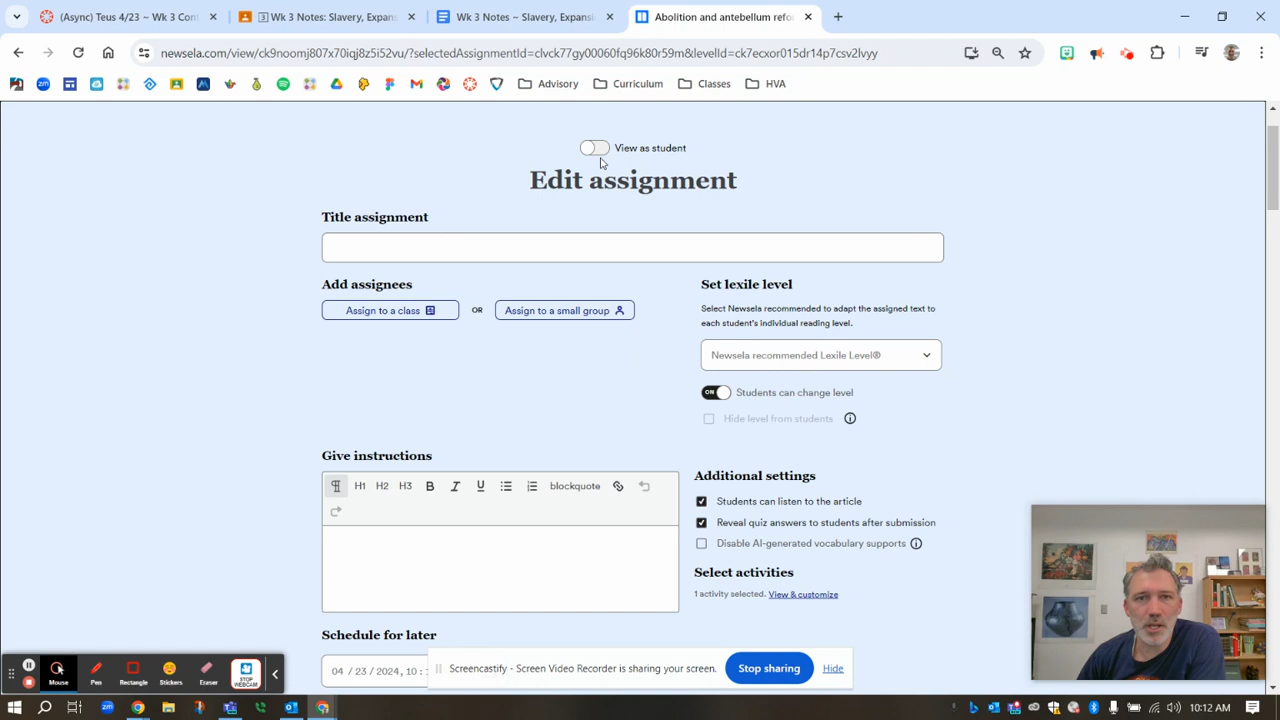 (Async) Teus 4/23 ~ Wk 3 Cont
Wk 3 Notes: Slavery, Expans
Wk 3 Notes ~ Slavery, Expansi
Abolition and antebellum refo
newsela.com/view/ck9noomj807x70iqj8z5i52vu/?selectedAssignmentId=clvck77gy00060fq96k80r59m&levelId=ck7ecxor015dr14p7csv2lvyy
Advisory
Curriculum
Classes
HVA
View as student
Edit assignment
Title assignment
Add assignees
Set lexile level
Assign to a class
OR
Assign to a small group
Select Newsela recommended to adapt the assigned text to
each student's individual reading level.
Newsela recommended Lexile Level®
ON
Students can change level
Hide level from students
Give instructions
H1 H2 H3 B I U blockquote
Additional settings
Students can listen to the article
Reveal quiz answers to students after submission
Disable AI-generated vocabulary supports
Select activities
1 activity selected. View & customize
Schedule for later
04 / 23 / 2024, 10 : 1
Screencastify - Screen Video Recorder is sharing your screen.
Stop sharing
Hide
Mouse
Pen
Rectangle
Stickers
Eraser
STOP
WEBCAM
10:12 AM